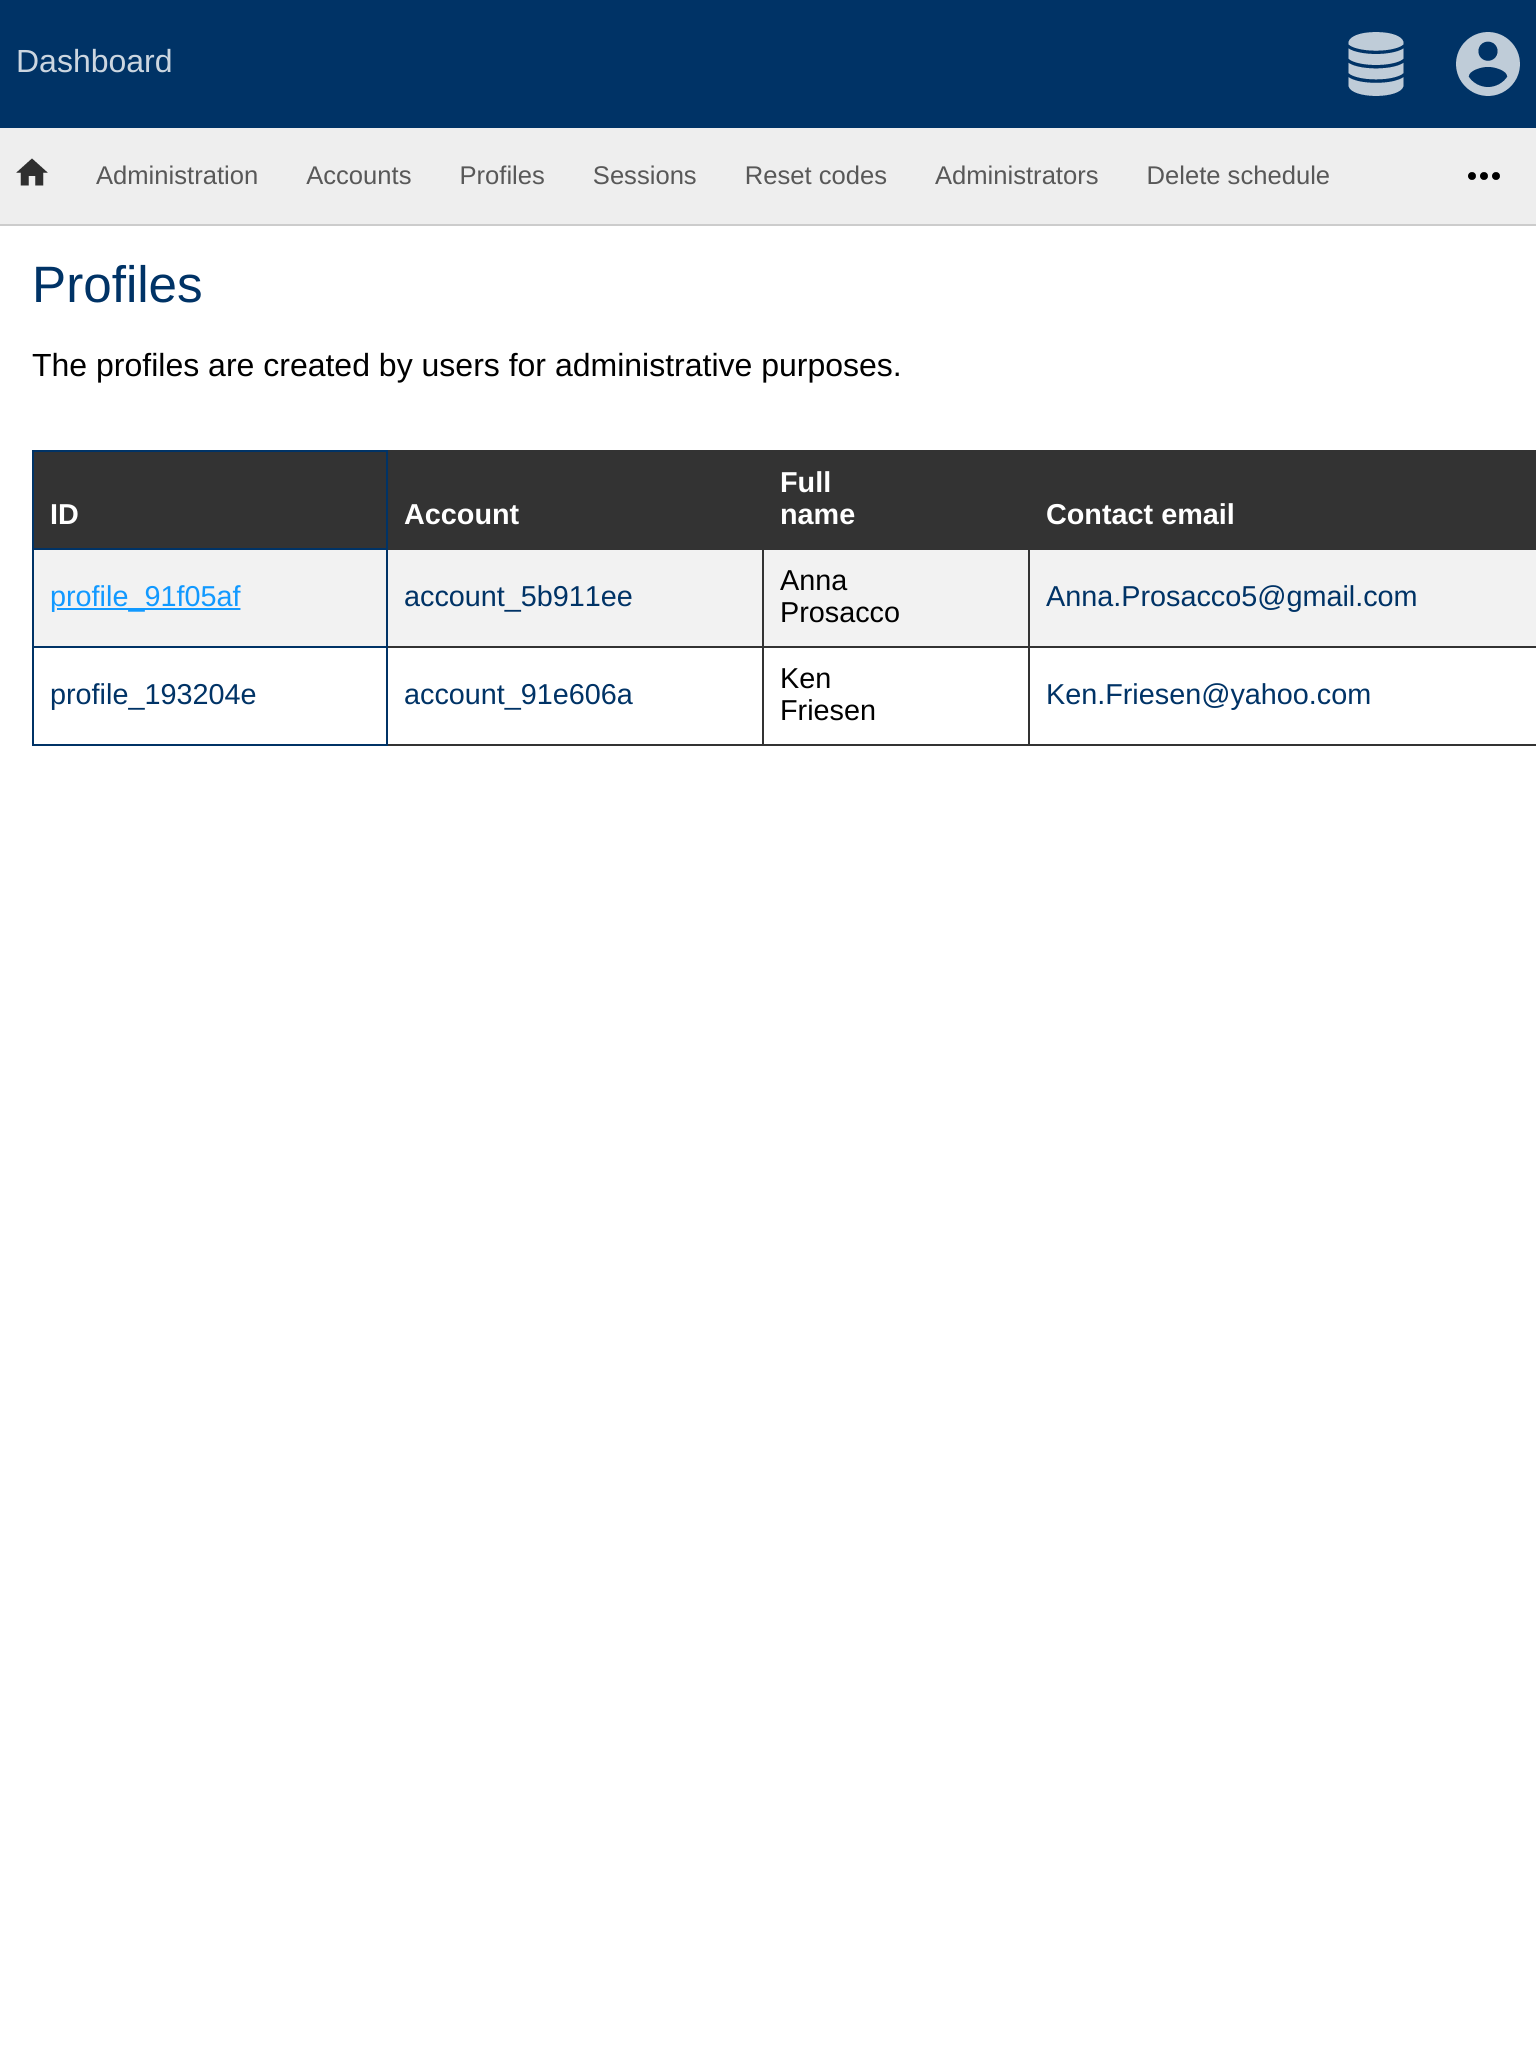 Dashboard
Administration Accounts Profiles Sessions Reset codes Administrators Delete schedule
Profiles
The profiles are created by users for administrative purposes.
ID Account Full name Contact email
profile_91f05af account_5b911ee Anna Prosacco Anna.Prosacco5@gmail.com
profile_193204e account_91e606a Ken Friesen Ken.Friesen@yahoo.com